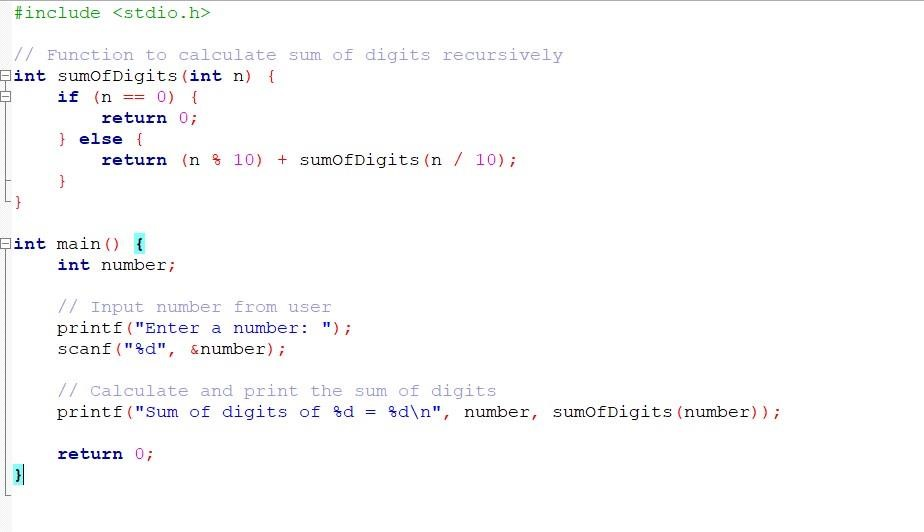 #include <stdio.h>

// Function to calculate sum of digits recursively
int sumOfDigits(int n) {
    if (n == 0) {
        return 0;
    } else {
        return (n % 10) + sumOfDigits(n / 10);
    }
}

int main() {
    int number;

    // Input number from user
    printf("Enter a number: ");
    scanf("%d", &number);

    // Calculate and print the sum of digits
    printf("Sum of digits of %d = %d\n", number, sumOfDigits(number));

    return 0;
}